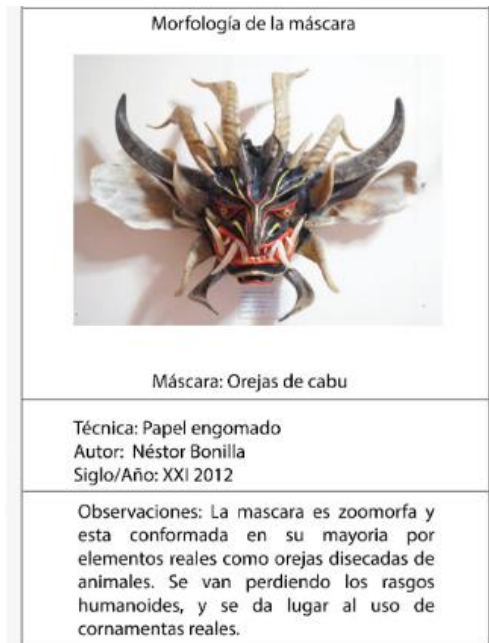 Morfología de la máscara
Máscara: Orejas de cabu
Técnica: Papel engomado
Autor: Néstor Bonilla
Siglo/Año: XXI 2012
Observaciones: La mascara es zoomorfa y
esta conformada en su mayoria por
elementos reales como orejas disecadas de
animales. Se van perdiendo los rasgos
humanoides, y se da lugar al uso de
cornamentas reales.